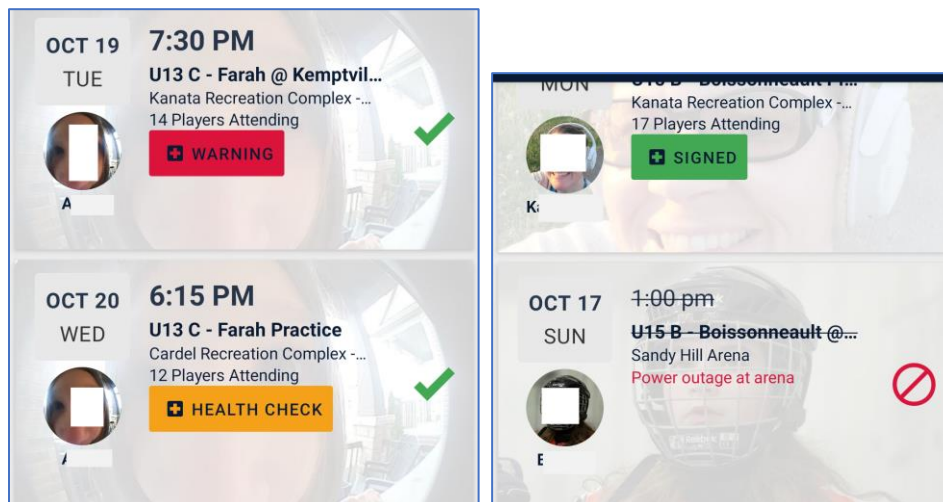 OCT 19
TUE
7:30 PM
U13 C - Farah @ Kemptvil...
Kanata Recreation Complex -...
14 Players Attending
WARNING
A
OCT 20
WED
6:15 PM
U13 C - Farah Practice
Cardel Recreation Complex -...
12 Players Attending
HEALTH CHECK
MON
Kanata Recreation Complex -...
17 Players Attending
SIGNED
K
OCT 17
SUN
1:00 pm
U15 B - Boissonneault @...
Sandy Hill Arena
Power outage at arena
E